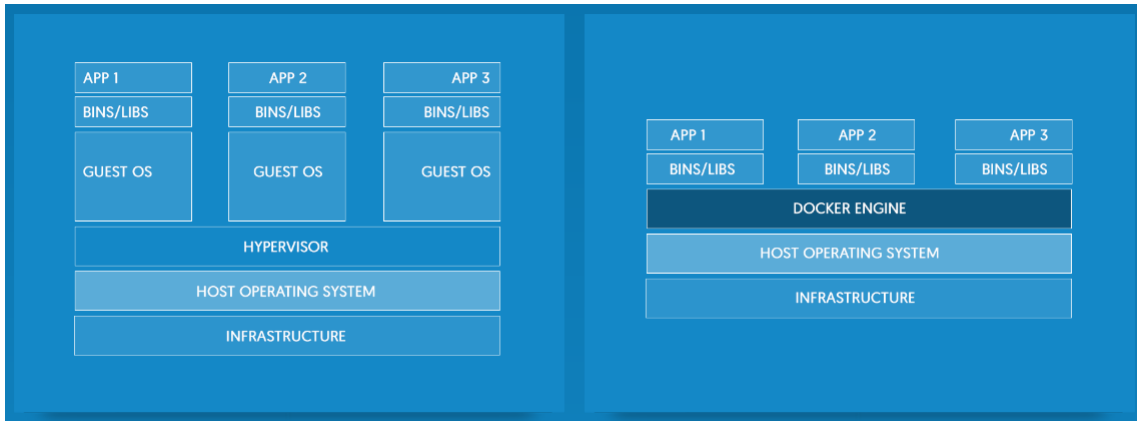 APP 1 APP 2 APP 3
BINS/LIBS BINS/LIBS BINS/LIBS
GUEST OS GUEST OS GUEST OS
HYPERVISOR
HOST OPERATING SYSTEM
INFRASTRUCTURE
APP 1 APP 2 APP 3
BINS/LIBS BINS/LIBS BINS/LIBS
DOCKER ENGINE
HOST OPERATING SYSTEM
INFRASTRUCTURE